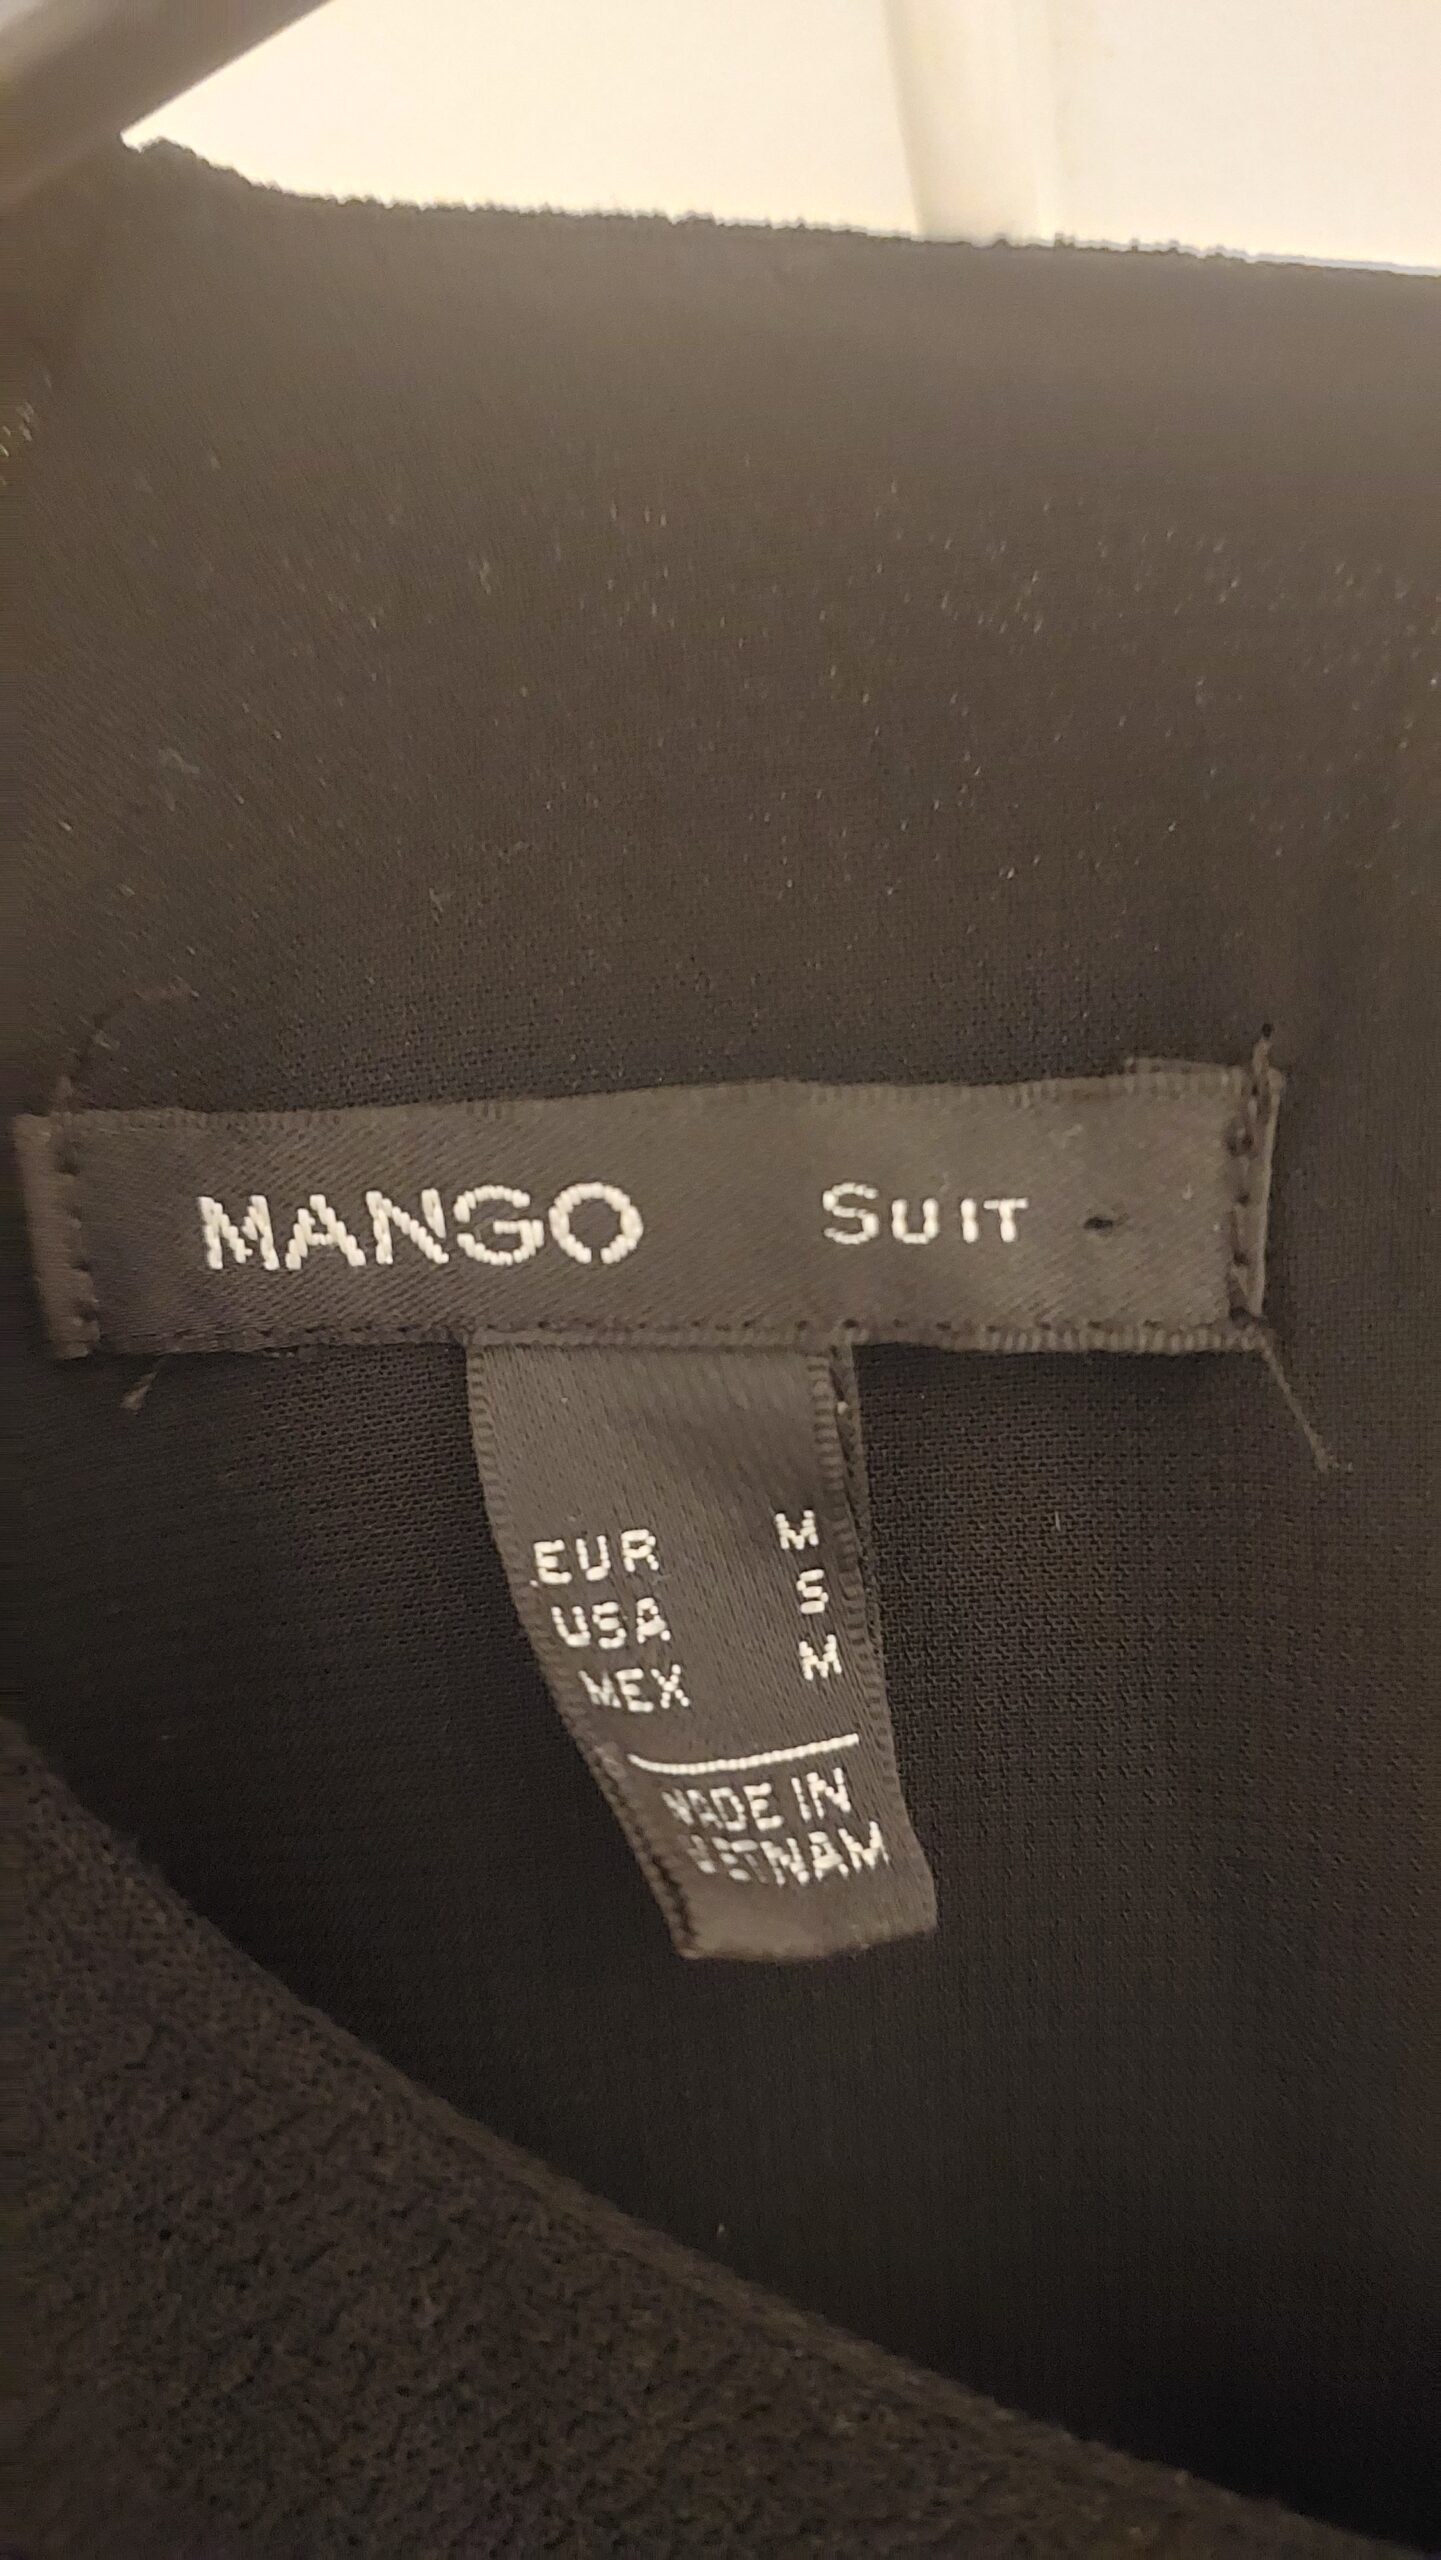 MANGO SUIT
EUR M
USA S
MEX M
MADE IN
VIETNAM